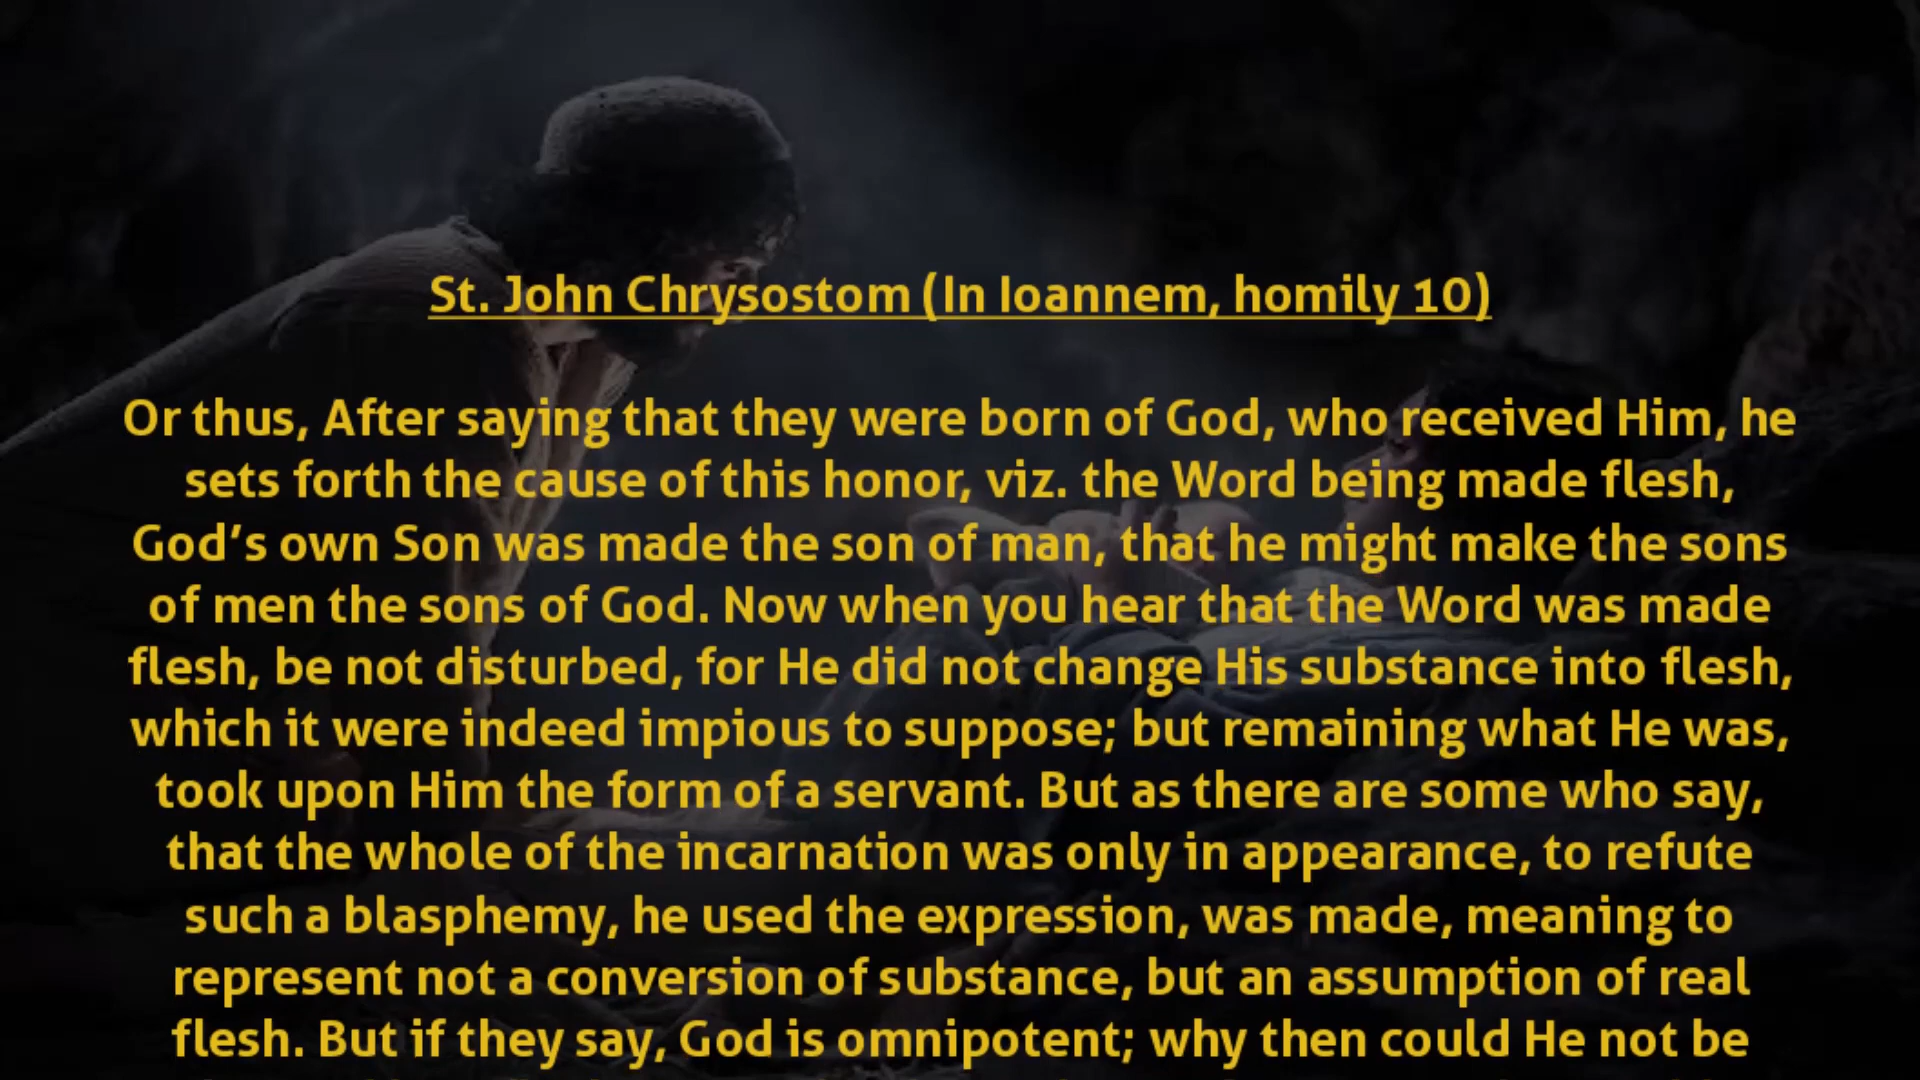 St. John Chrysostom (In Ioannem, homily 10)
Or thus, After saying that they were born of God, who received Him, he
sets forth the cause of this honor, viz. the Word being made flesh,
God’s own Son was made the son of man, that he might make the sons
of men the sons of God. Now when you hear that the Word was made
flesh, be not disturbed, for He did not change His substance into flesh,
which it were indeed impious to suppose; but remaining what He was,
took upon Him the form of a servant. But as there are some who say,
that the whole of the incarnation was only in appearance, to refute
such a blasphemy, he used the expression, was made, meaning to
represent not a conversion of substance, but an assumption of real
flesh. But if they say, God is omnipotent; why then could He not be